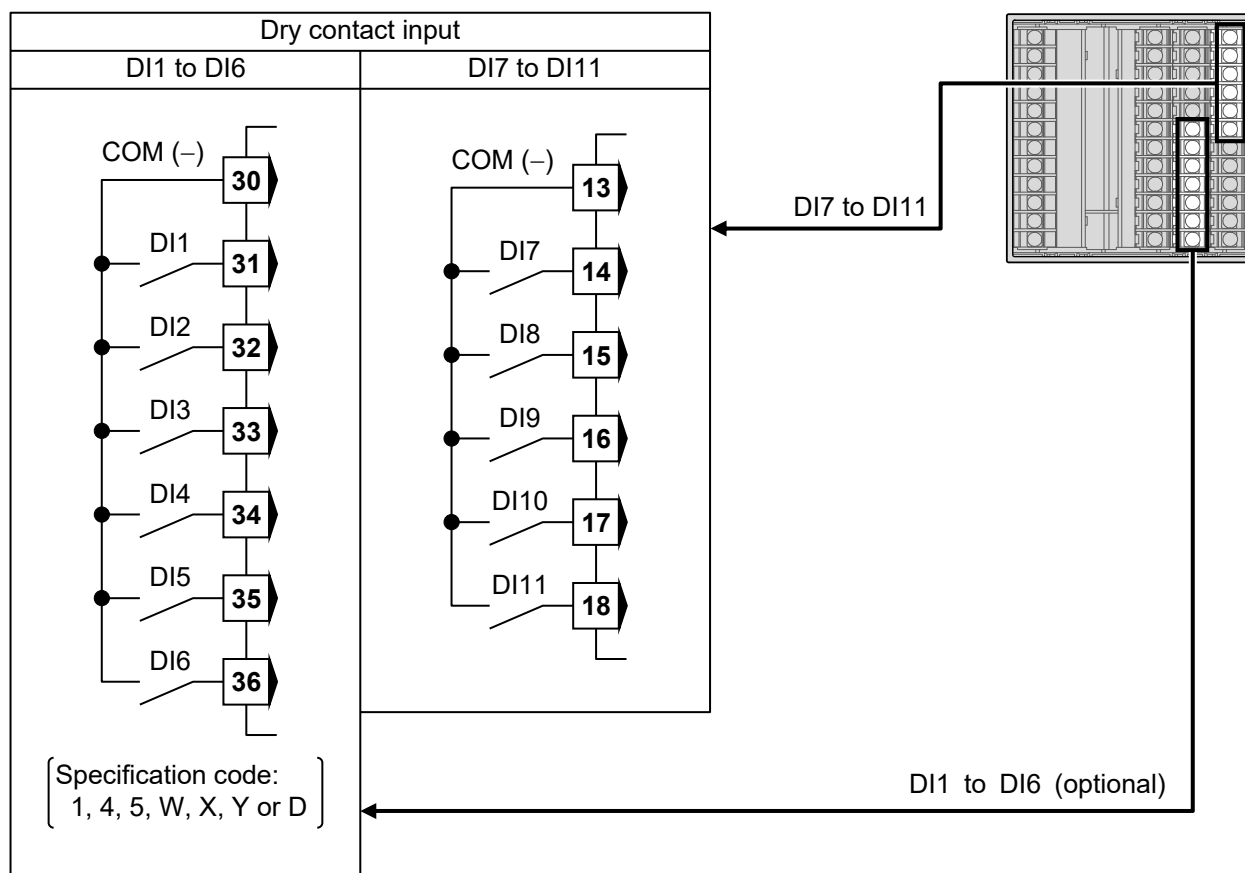 Dry contact input
DI1 to DI6
DI7 to DI11
COM (−)
30
DI1
31
DI2
32
DI3
33
DI4
34
DI5
35
DI6
36
Specification code:
1, 4, 5, W, X, Y or D
COM (−)
13
DI7
14
DI8
15
DI9
16
DI10
17
DI11
18
DI7 to DI11
DI1 to DI6 (optional)